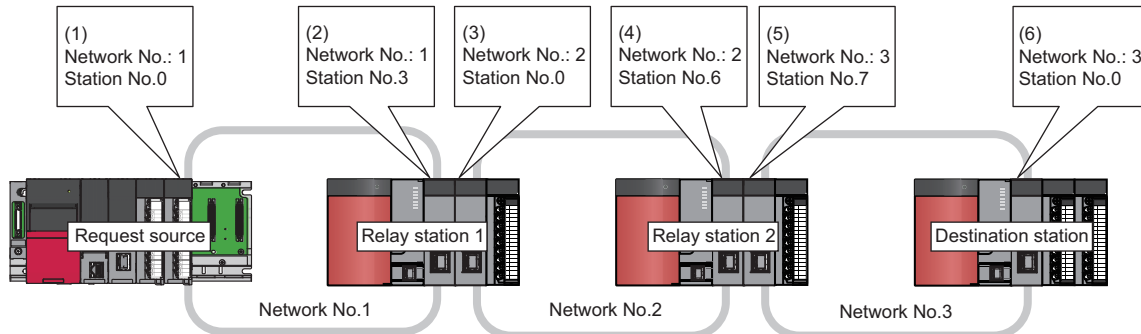 (1)
Network No.: 1
Station No.0
(2)
Network No.: 1
Station No.3
(3)
Network No.: 2
Station No.0
(4)
Network No.: 2
Station No.6
(5)
Network No.: 3
Station No.7
(6)
Network No.: 3
Station No.0
Request source
Relay station 1
Relay station 2
Destination station
Network No.1
Network No.2
Network No.3